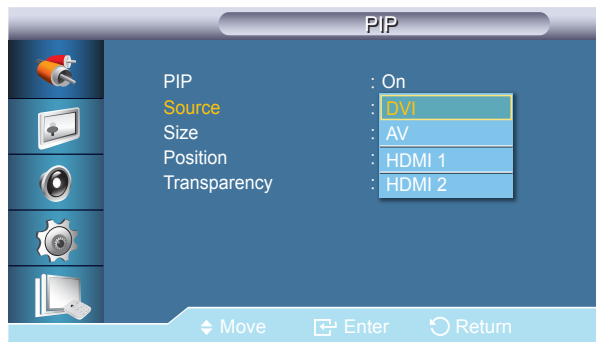 PIP
PIP : On
Source : DVI
Size : AV
Position : HDMI 1
Transparency : HDMI 2
Move Enter Return